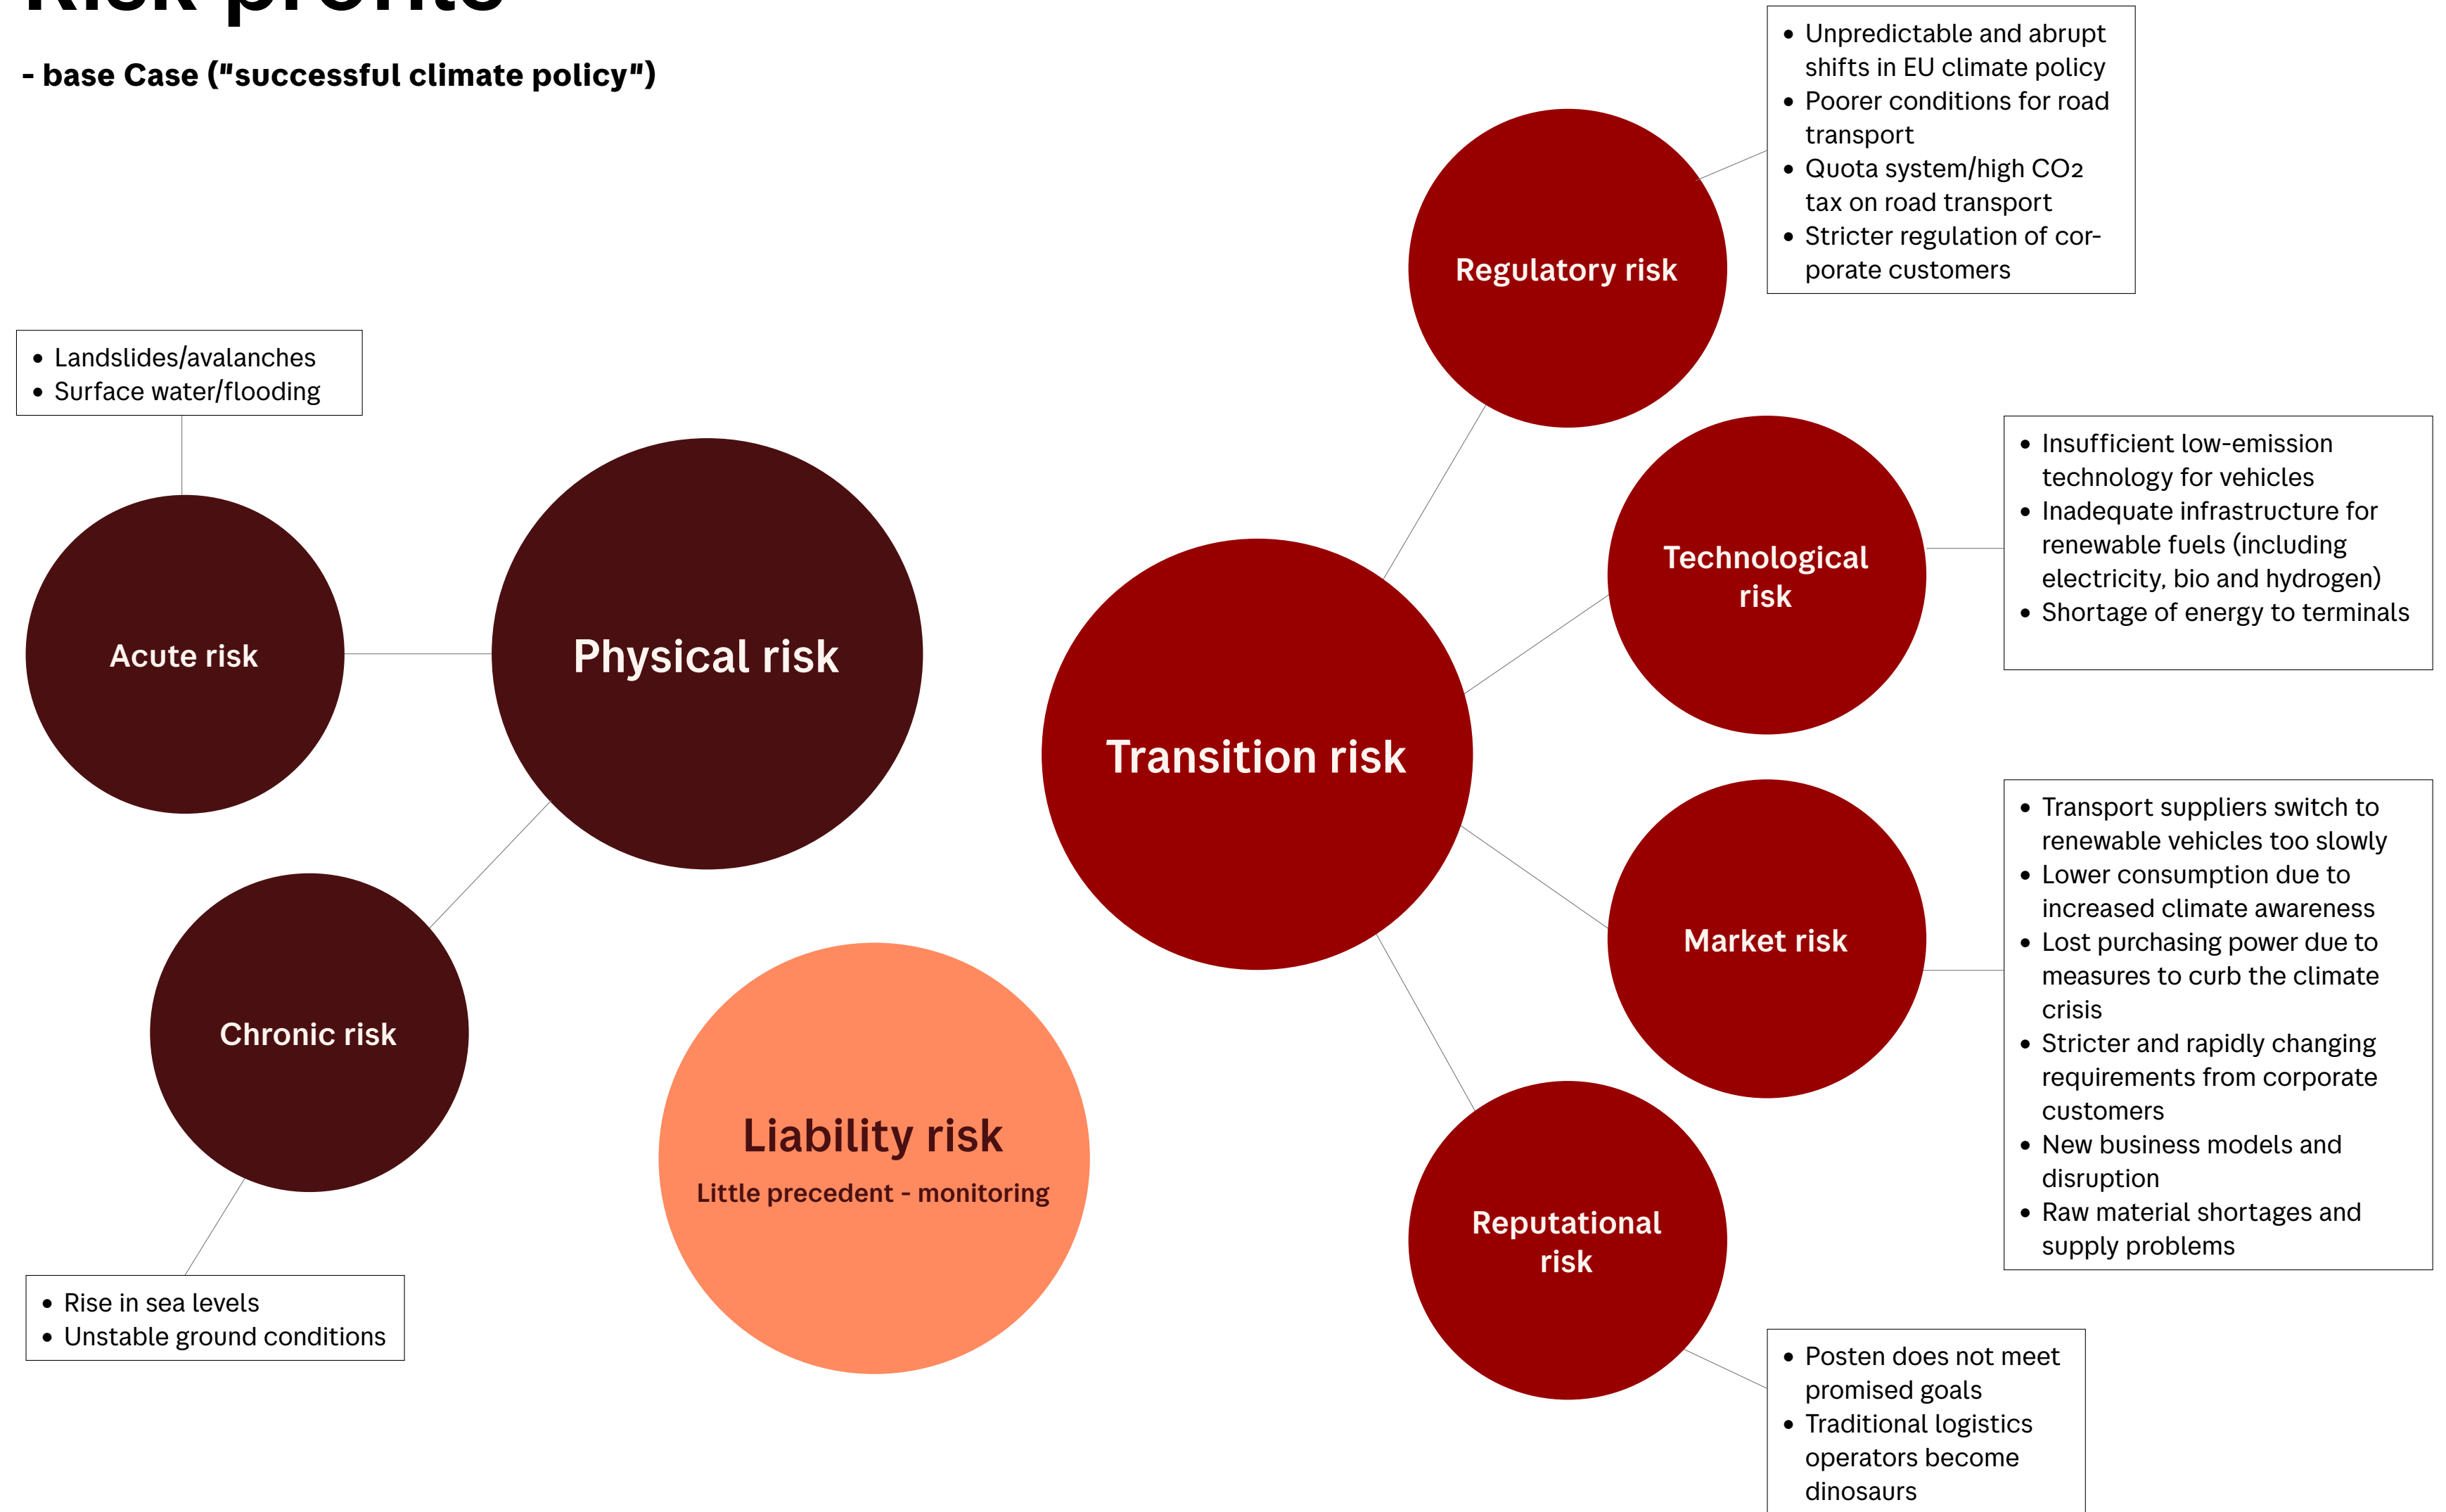 Risk profile
- base Case ("successful climate policy")
• Landslides/avalanches
• Surface water/flooding
Acute risk
Physical risk
Chronic risk
• Rise in sea levels
• Unstable ground conditions
Liability risk
Little precedent - monitoring
Transition risk
Regulatory risk
• Unpredictable and abrupt
shifts in EU climate policy
• Poorer conditions for road
transport
• Quota system/high CO2
tax on road transport
• Stricter regulation of cor-
porate customers
Technological
risk
• Insufficient low-emission
technology for vehicles
• Inadequate infrastructure for
renewable fuels (including
electricity, bio and hydrogen)
• Shortage of energy to terminals
Market risk
• Transport suppliers switch to
renewable vehicles too slowly
• Lower consumption due to
increased climate awareness
• Lost purchasing power due to
measures to curb the climate
crisis
• Stricter and rapidly changing
requirements from corporate
customers
• New business models and
disruption
• Raw material shortages and
supply problems
Reputational
risk
• Posten does not meet
promised goals
• Traditional logistics
operators become
dinosaurs